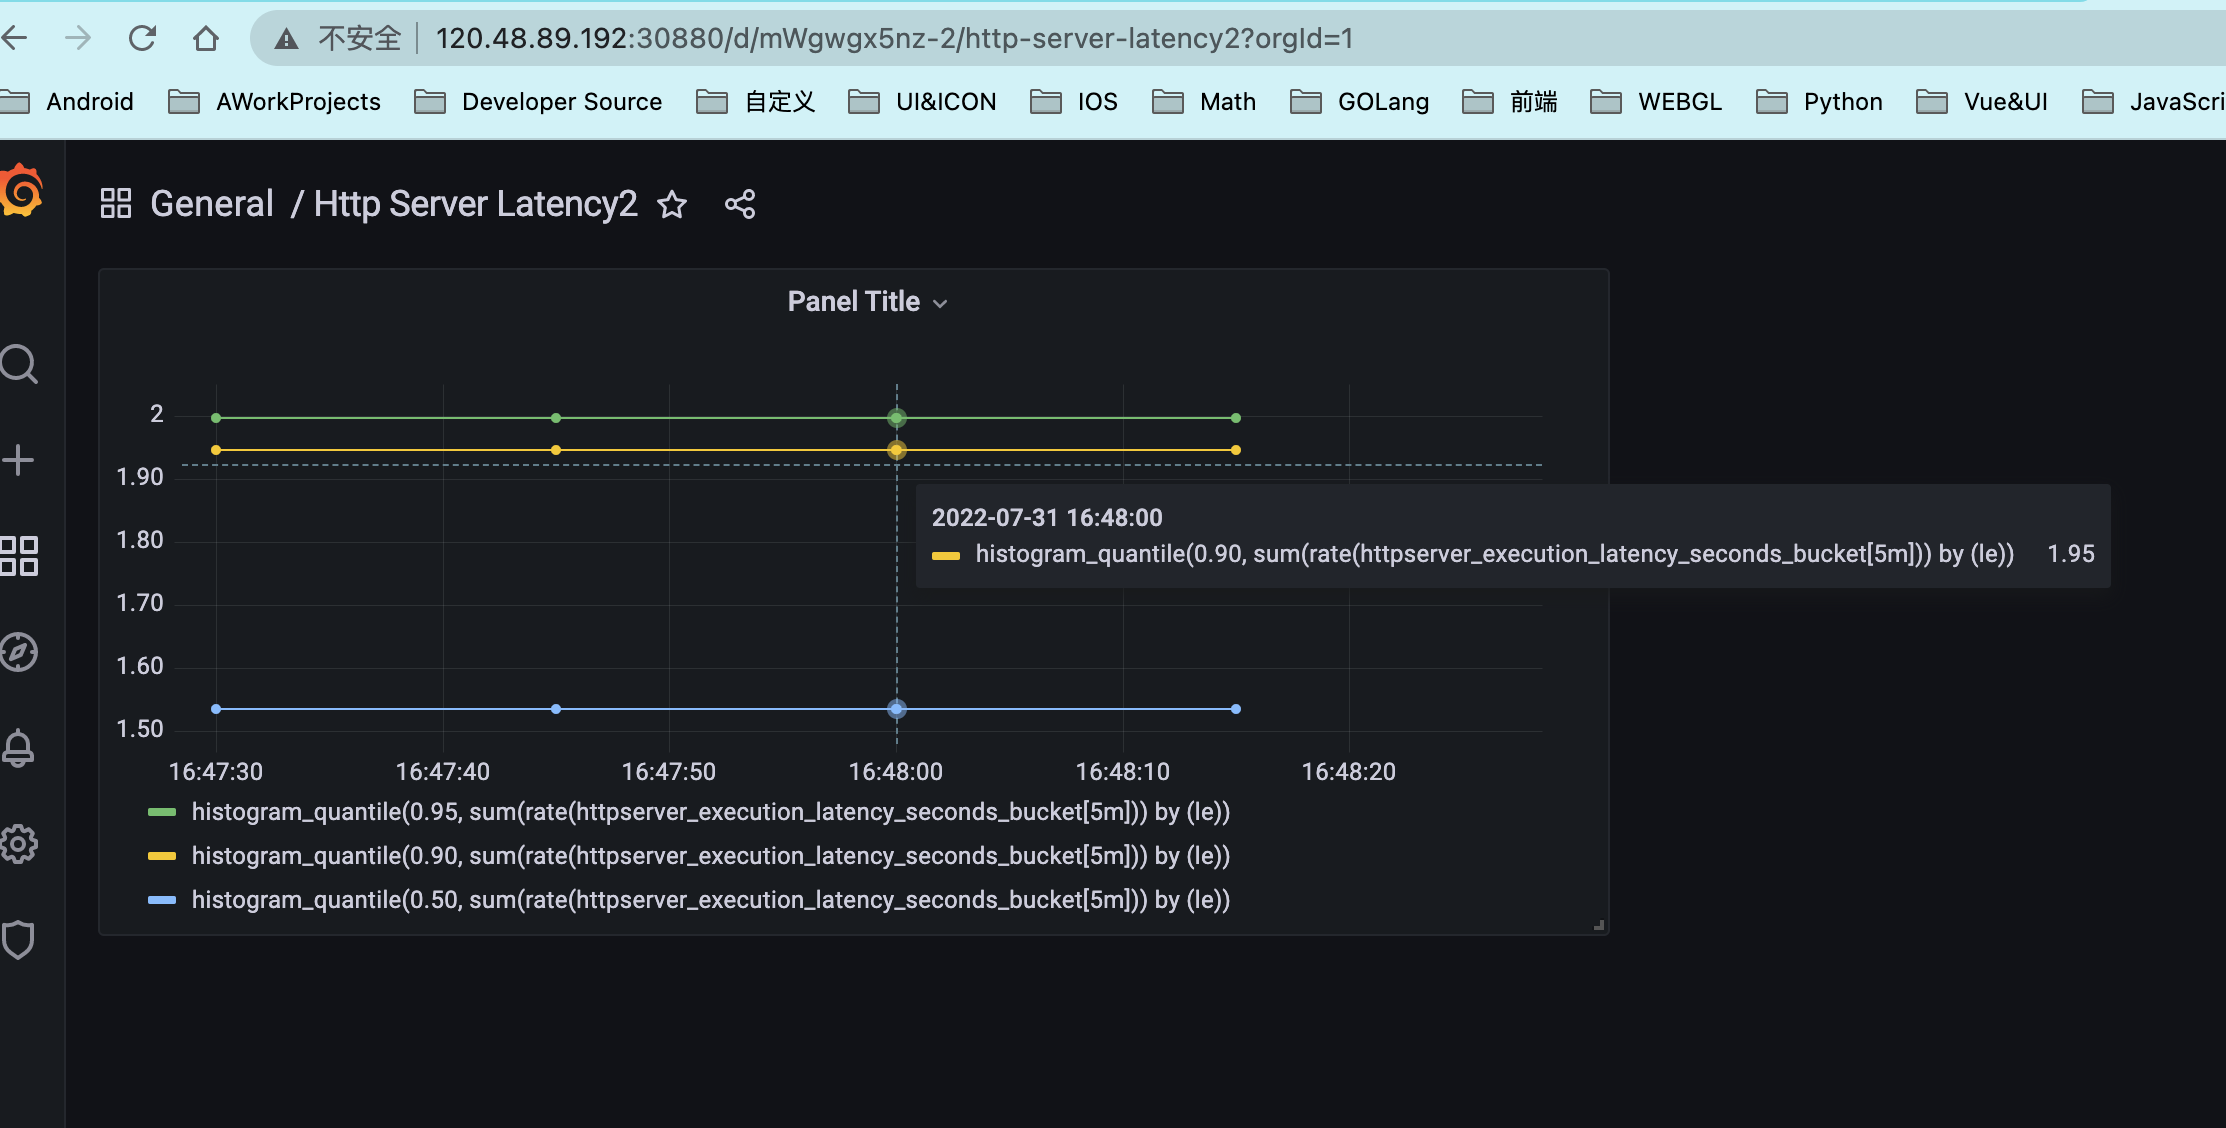 不安全 120.48.89.192:30880/d/mWgwgx5nz-2/http-server-latency2?orgId=1
Android AWorkProjects Developer Source 自定义 UI&ICON IOS Math GOLang 前端 WEBGL Python Vue&UI JavaScri
General / Http Server Latency2
Panel Title
2
1.90
1.80
1.70
1.60
1.50
2022-07-31 16:48:00
histogram_quantile(0.90, sum(rate(httpserver_execution_latency_seconds_bucket[5m])) by (le)) 1.95
16:47:30 16:47:40 16:47:50 16:48:00 16:48:10 16:48:20
histogram_quantile(0.95, sum(rate(httpserver_execution_latency_seconds_bucket[5m])) by (le))
histogram_quantile(0.90, sum(rate(httpserver_execution_latency_seconds_bucket[5m])) by (le))
histogram_quantile(0.50, sum(rate(httpserver_execution_latency_seconds_bucket[5m])) by (le))